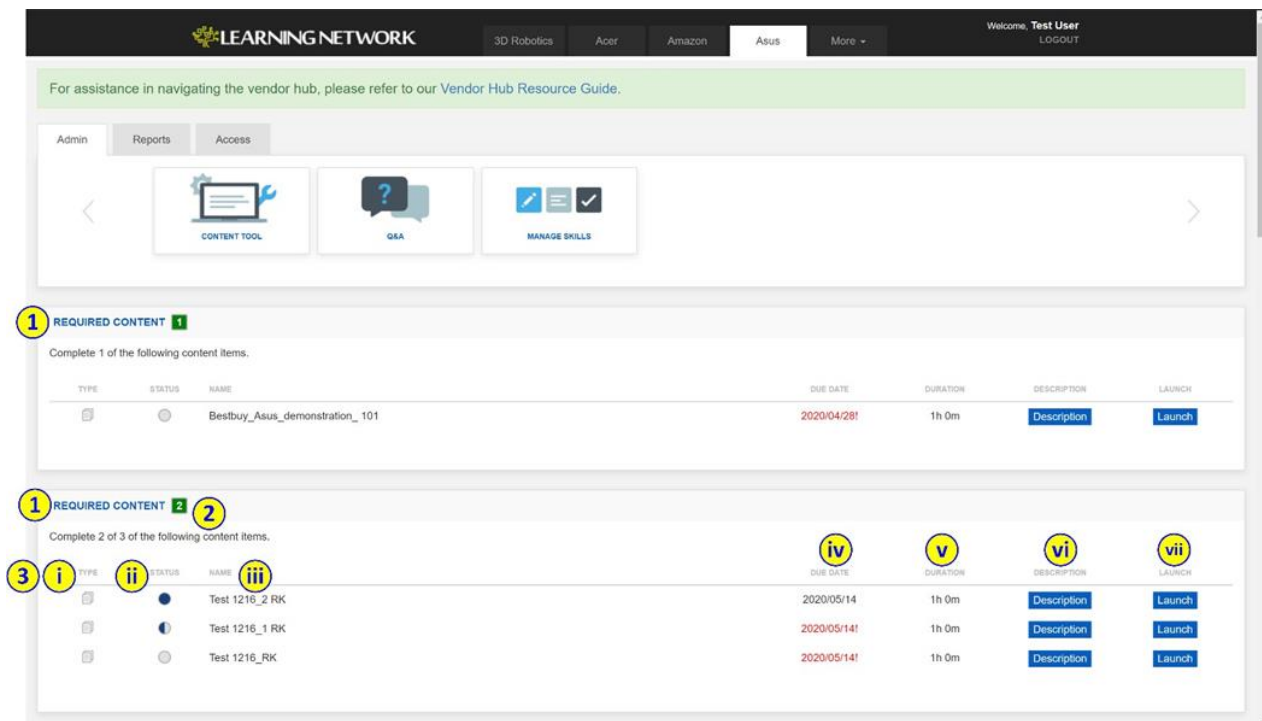 LEARNING NETWORK 3D Robotics Acer Amazon Asus More Welcome, Test User
LOGOUT
For assistance in navigating the vendor hub, please refer to our Vendor Hub Resource Guide.
Admin Reports Access
?
CONTENT TOOL Q&A MANAGE SKILLS
1 REQUIRED CONTENT 1
Complete 1 of the following content items.
TYPE STATUS NAME DUE DATE DURATION DESCRIPTION LAUNCH
Bestbuy_Asus_demonstration_ 101 2020/04/28! 1h 0m Description Launch
1 REQUIRED CONTENT 2 2
Complete 2 of 3 of the following content items.
iv v vi vii
3 i TYPE ii STATUS NAME iii DUE DATE DURATION DESCRIPTION LAUNCH
Test 1216_2 RK 2020/05/14 1h 0m Description Launch
Test 1216_1 RK 2020/05/14! 1h 0m Description Launch
Test 1216_RK 2020/05/14! 1h 0m Description Launch